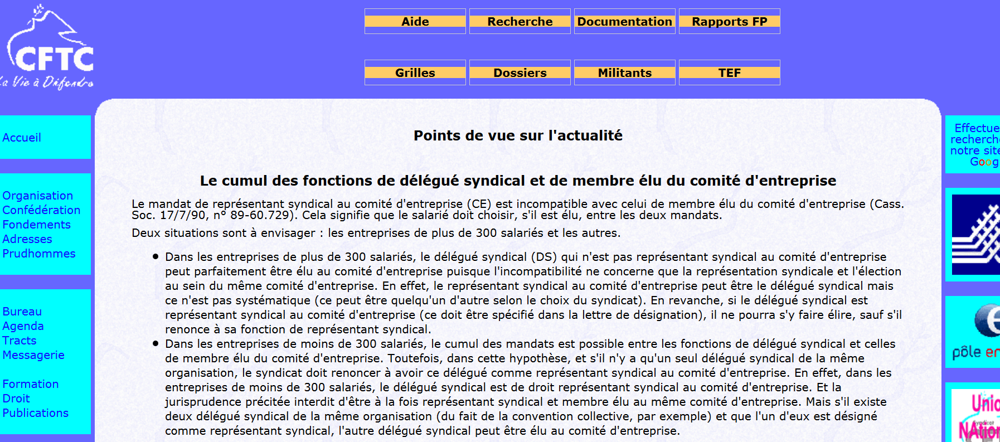 CFTC
La Vie à Défendre
Aide
Recherche
Documentation
Rapports FP
Grilles
Dossiers
Militants
TEF
Accueil
Organisation
Confédération
Fondements
Adresses
Prudhommes
Bureau
Agenda
Tracts
Messagerie
Formation
Droit
Publications
Points de vue sur l'actualité
Le cumul des fonctions de délégué syndical et de membre élu du comité d'entreprise
Le mandat de représentant syndical au comité d'entreprise (CE) est incompatible avec celui de membre élu du comité d'entreprise (Cass.
Soc. 17/7/90, n° 89-60.729). Cela signifie que le salarié doit choisir, s'il est élu, entre les deux mandats.
Deux situations sont à envisager : les entreprises de plus de 300 salariés et les autres.
Dans les entreprises de plus de 300 salariés, le délégué syndical (DS) qui n'est pas représentant syndical au comité d'entreprise
peut parfaitement être élu au comité d'entreprise puisque l'incompatibilité ne concerne que la représentation syndicale et l'élection
au sein du même comité d'entreprise. En effet, le représentant syndical au comité d'entreprise peut être le délégué syndical mais
ce n'est pas systématique (ce peut être quelqu'un d'autre selon le choix du syndicat). En revanche, si le délégué syndical est
représentant syndical au comité d'entreprise (ce doit être spécifié dans la lettre de désignation), il ne pourra s'y faire élire, sauf s'il
renonce à sa fonction de représentant syndical.
Dans les entreprises de moins de 300 salariés, le cumul des mandats est possible entre les fonctions de délégué syndical et celles
de membre élu du comité d'entreprise. Toutefois, dans cette hypothèse, et s'il n'y a qu'un seul délégué syndical de la même
organisation, le syndicat doit renoncer à avoir ce délégué comme représentant syndical au comité d'entreprise. En effet, dans les
entreprises de moins de 300 salariés, le délégué syndical est de droit représentant syndical au comité d'entreprise. Et la
jurisprudence précitée interdit d'être à la fois représentant syndical et membre élu au même comité d'entreprise. Mais s'il existe
deux délégué syndical de la même organisation (du fait de la convention collective, par exemple) et que l'un d'eux est désigné
comme représentant syndical, l'autre délégué syndical peut être élu au comité d'entreprise.
Effectue
recherch
notre site
Goog
pôle em
Unio
Syndicat
NAtion